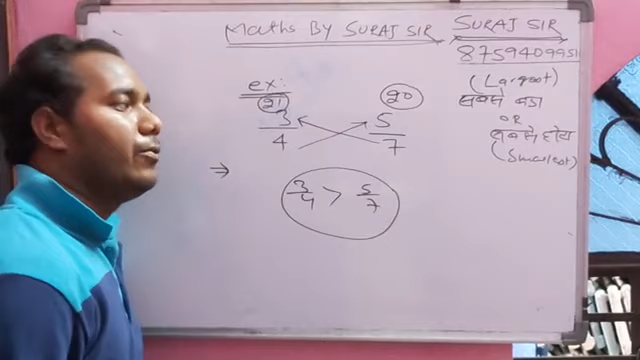 Maths By SURAJ SIR
SURAJ SIR
8759409951
ex:
(Largest)
सबसे बडा
OR
सबसे छोटा
(Smallest)
21 20
3 5
4 7
⇒ 3/4 > 5/7